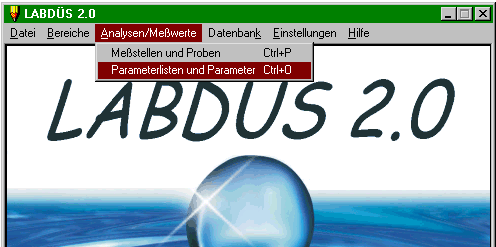 LABDÜS 2.0
Datei Bereiche Analysen/Meßwerte Datenbank Einstellungen Hilfe
Meßstellen und Proben Ctrl+P
Parameterlisten und Parameter Ctrl+O
LABDÜS 2.0